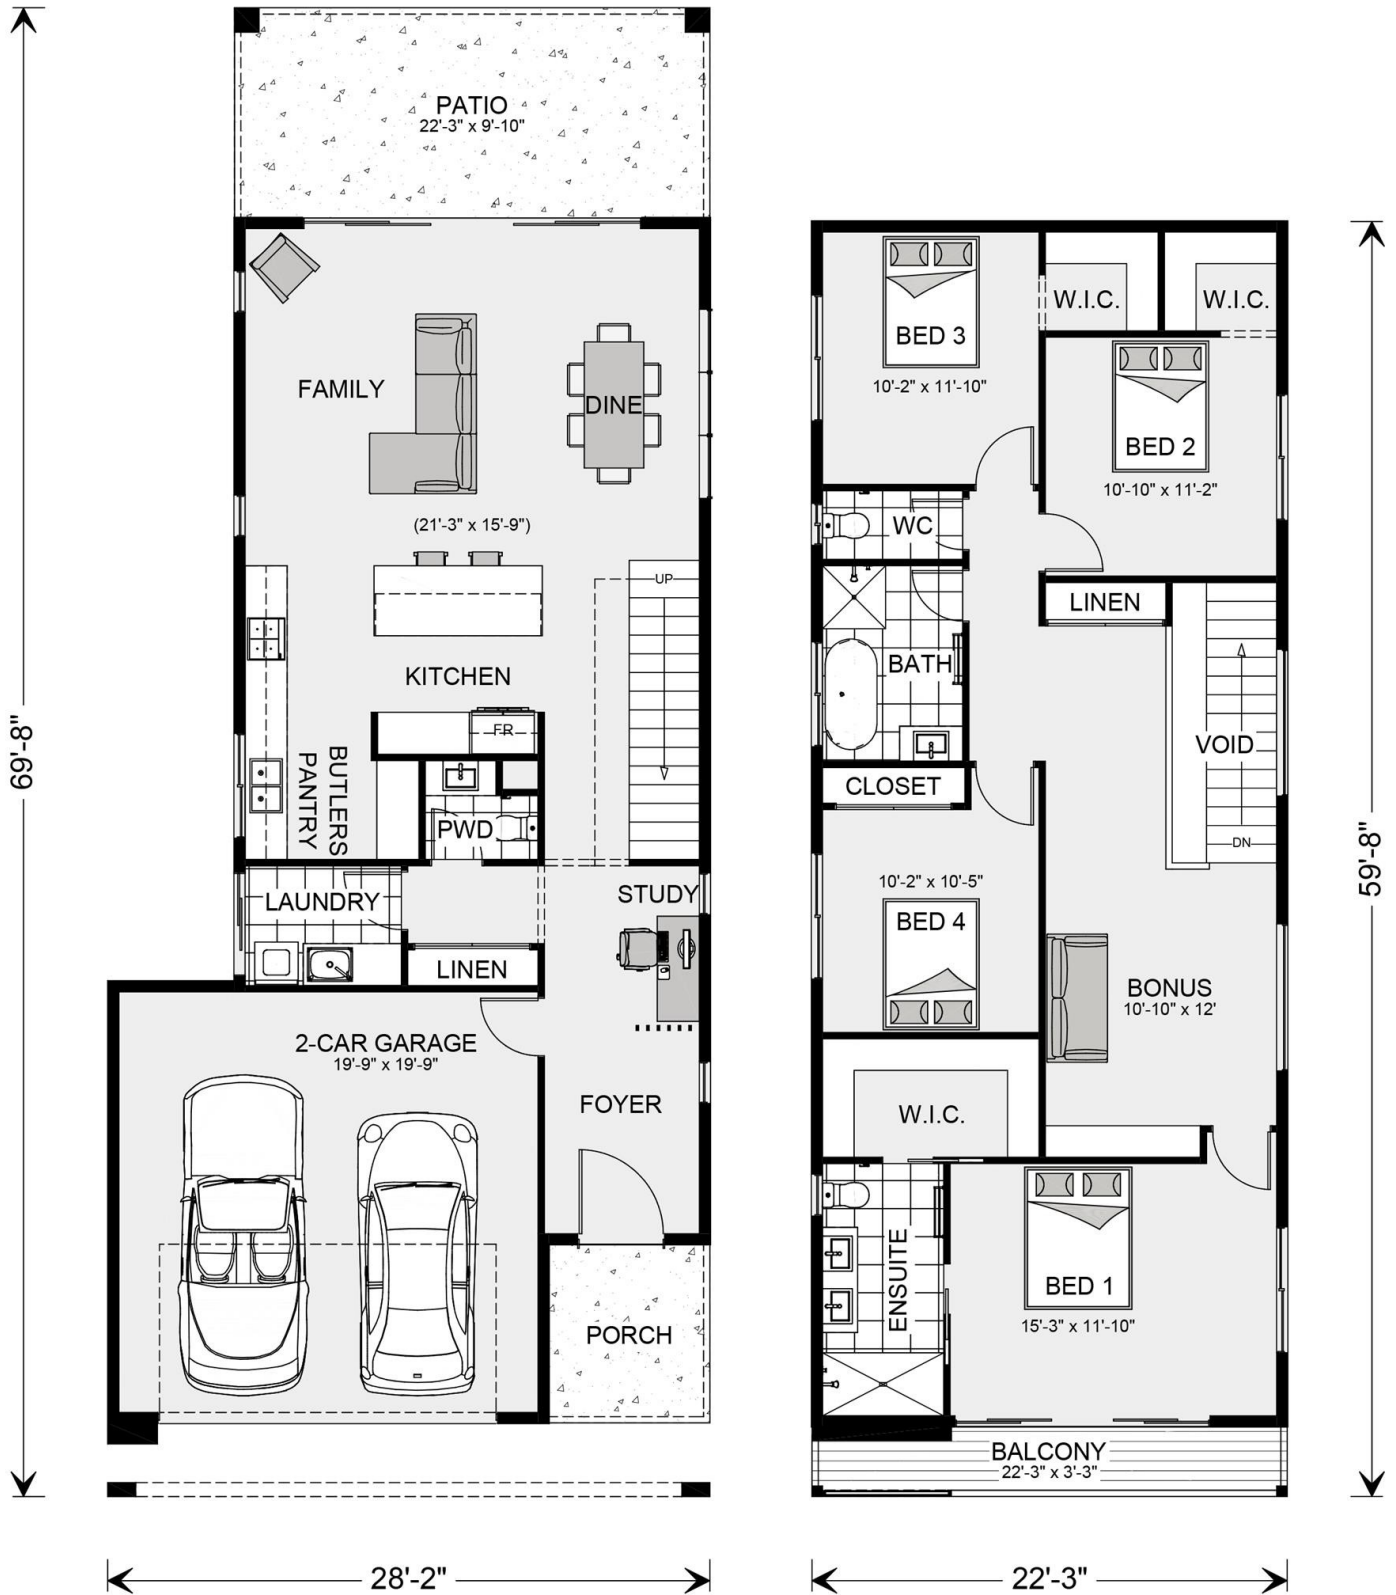 PATIO
22'-3" x 9'-10"
FAMILY
DINE
(21'-3" x 15'-9")
UP
KITCHEN
FR
BUTLERS
PANTRY
PWD
LAUNDRY
STUDY
LINEN
2-CAR GARAGE
19'-9" x 19'-9"
FOYER
PORCH
69'-8"
28'-2"
W.I.C.
W.I.C.
BED 3
10'-2" x 11'-10"
BED 2
10'-10" x 11'-2"
WC
LINEN
BATH
VOID
CLOSET
DN
10'-2" x 10'-5"
BED 4
BONUS
10'-10" x 12'
W.I.C.
ENSUITE
BED 1
15'-3" x 11'-10"
BALCONY
22'-3" x 3'-3"
59'-8"
22'-3"